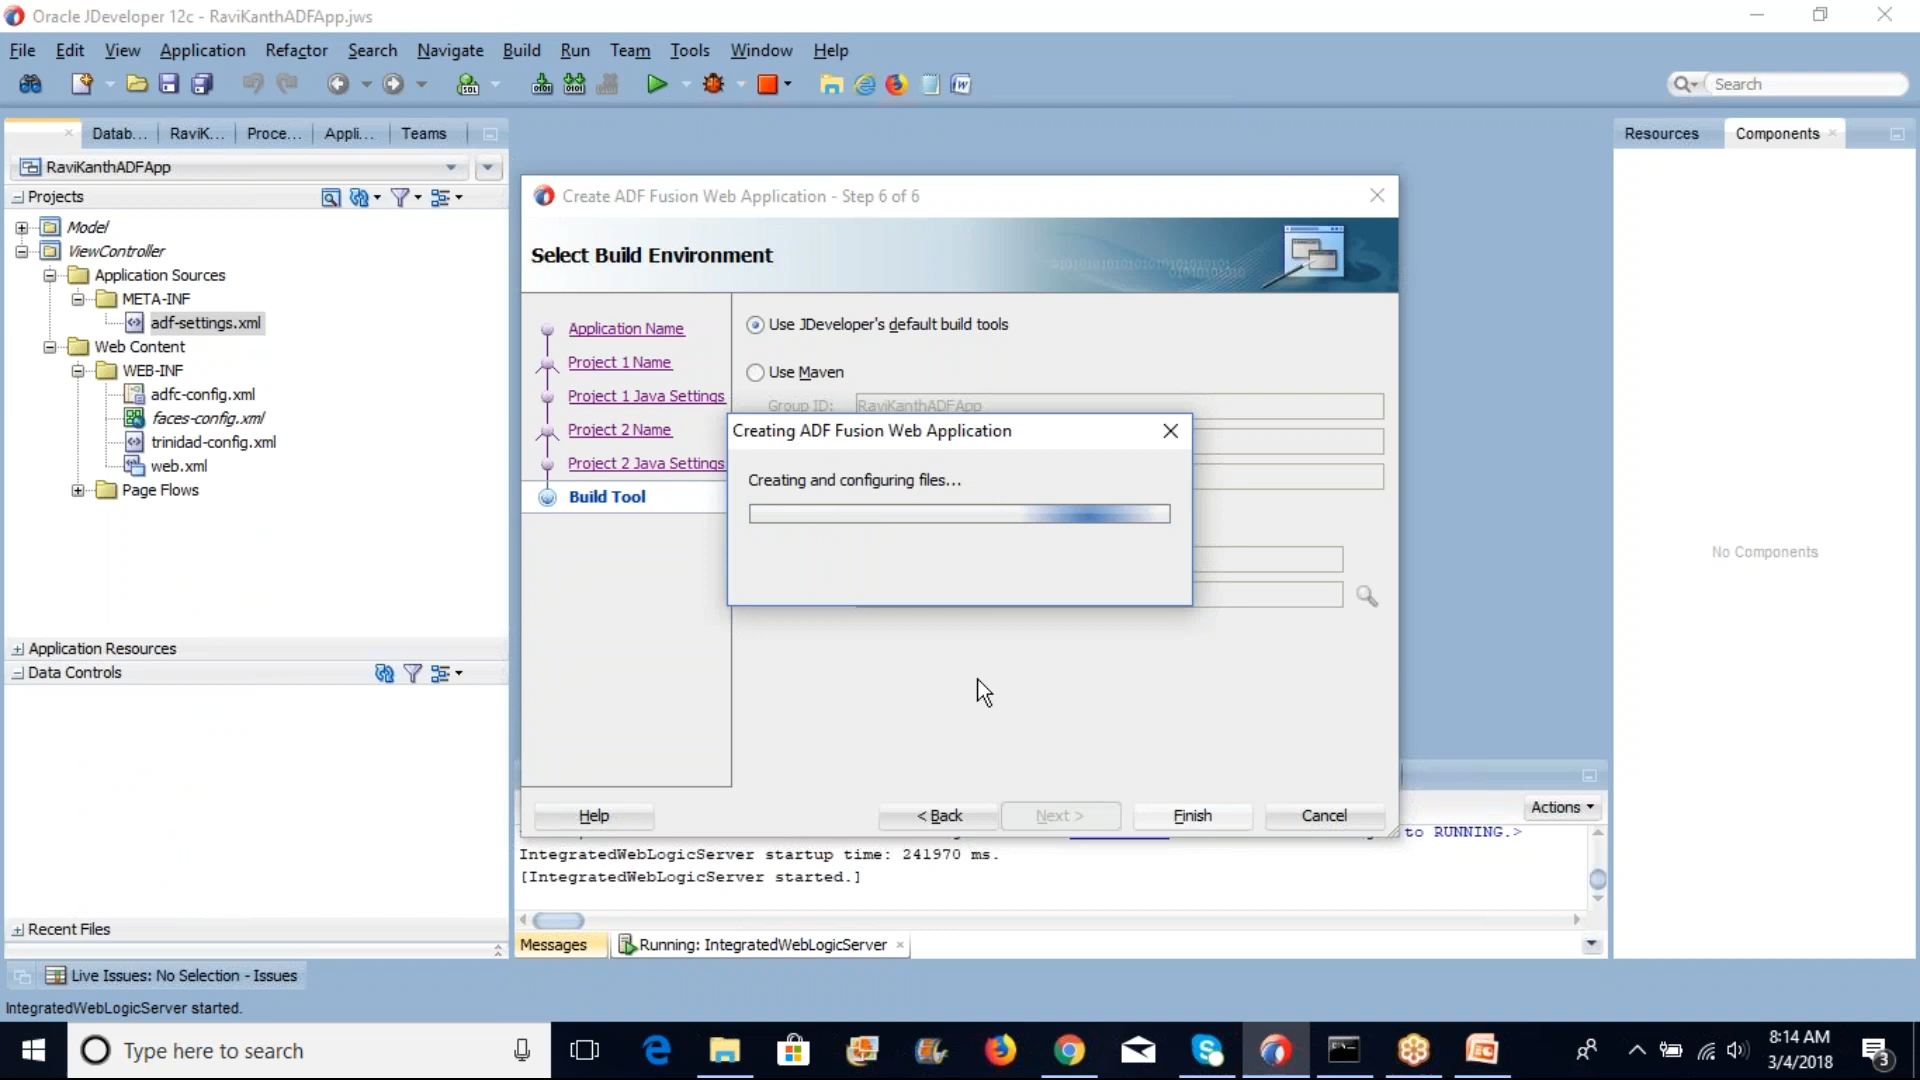 Oracle JDeveloper 12c - RaviKanthADFApp.jws
File Edit View Application Refactor Search Navigate Build Run Team Tools Window Help
Search
Datab... RaviK... Proce... Appli... Teams
Resources Components
RaviKanthADFApp
Projects
Model
ViewController
Application Sources
META-INF
adf-settings.xml
Web Content
WEB-INF
adfc-config.xml
faces-config.xml
trinidad-config.xml
web.xml
Page Flows
Application Resources
Data Controls
Recent Files
Create ADF Fusion Web Application - Step 6 of 6
Select Build Environment
Application Name
Project 1 Name
Project 1 Java Settings
Project 2 Name
Project 2 Java Settings
Build Tool
Use JDeveloper's default build tools
Use Maven
Group ID: RaviKanthADFApp
Creating ADF Fusion Web Application
Creating and configuring files...
Help < Back Next > Finish Cancel
No Components
Actions
to RUNNING.>
IntegratedWebLogicServer startup time: 241970 ms.
[IntegratedWebLogicServer started.]
Messages Running: IntegratedWebLogicServer
Live Issues: No Selection - Issues
IntegratedWebLogicServer started.
Type here to search
8:14 AM
3/4/2018
3